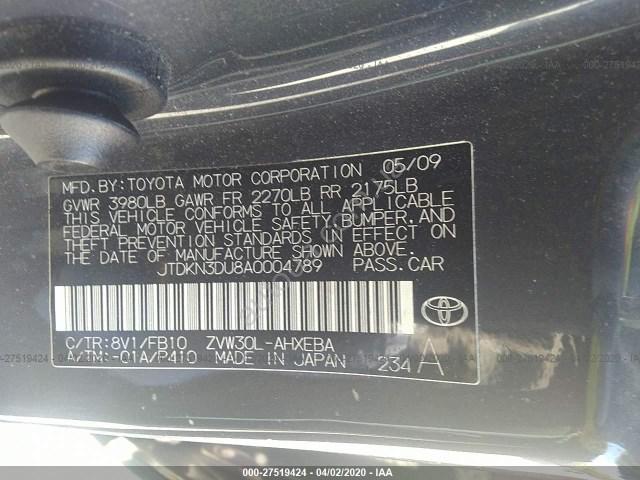 MFD.BY:TOYOTA MOTOR CORPORATION 05/09
GVWR 3980LB GAWR FR 2270LB RR 2175LB
THIS VEHICLE CONFORMS TO ALL APPLICABLE
FEDERAL MOTOR VEHICLE SAFETY, BUMPER, AND
THEFT PREVENTION STANDARDS IN EFFECT ON
THE DATE OF MANUFACTURE SHOWN ABOVE.
JTDKN3DU8A0004789 PASS.CAR
C/TR:8V1/FB10 ZVW30L-AHXEBA
A/TM:-01A/P410 MADE IN JAPAN 234 A
000-27519424 - 04/02/2020 - IAA